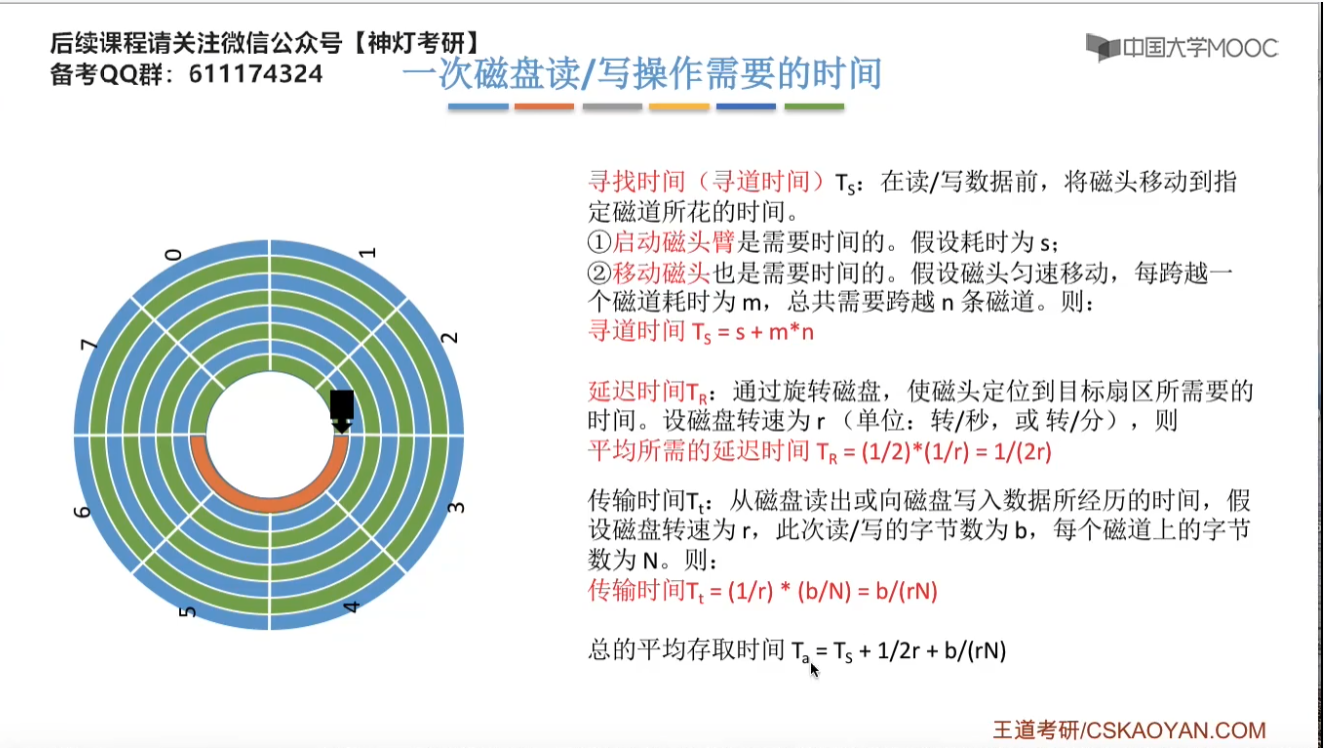 后续课程请关注微信公众号【神灯考研】
备考QQ群：611174324
中国大学MOOC
一次磁盘读/写操作需要的时间
寻找时间（寻道时间）TS：在读/写数据前，将磁头移动到指
定磁道所花的时间。
①启动磁头臂是需要时间的。假设耗时为 s；
②移动磁头也是需要时间的。假设磁头匀速移动，每跨越一
个磁道耗时为 m，总共需要跨越 n 条磁道。则：
寻道时间 TS = s + m*n
延迟时间TR：通过旋转磁盘，使磁头定位到目标扇区所需要的
时间。设磁盘转速为 r （单位：转/秒，或 转/分），则
平均所需的延迟时间 TR = (1/2)*(1/r) = 1/(2r)
传输时间Tt：从磁盘读出或向磁盘写入数据所经历的时间，假
设磁盘转速为 r，此次读/写的字节数为 b，每个磁道上的字节
数为 N。则：
传输时间Tt = (1/r) * (b/N) = b/(rN)
总的平均存取时间 Ta = TS + 1/2r + b/(rN)
0
1
2
3
4
5
6
7
王道考研/CSKAOYAN.COM